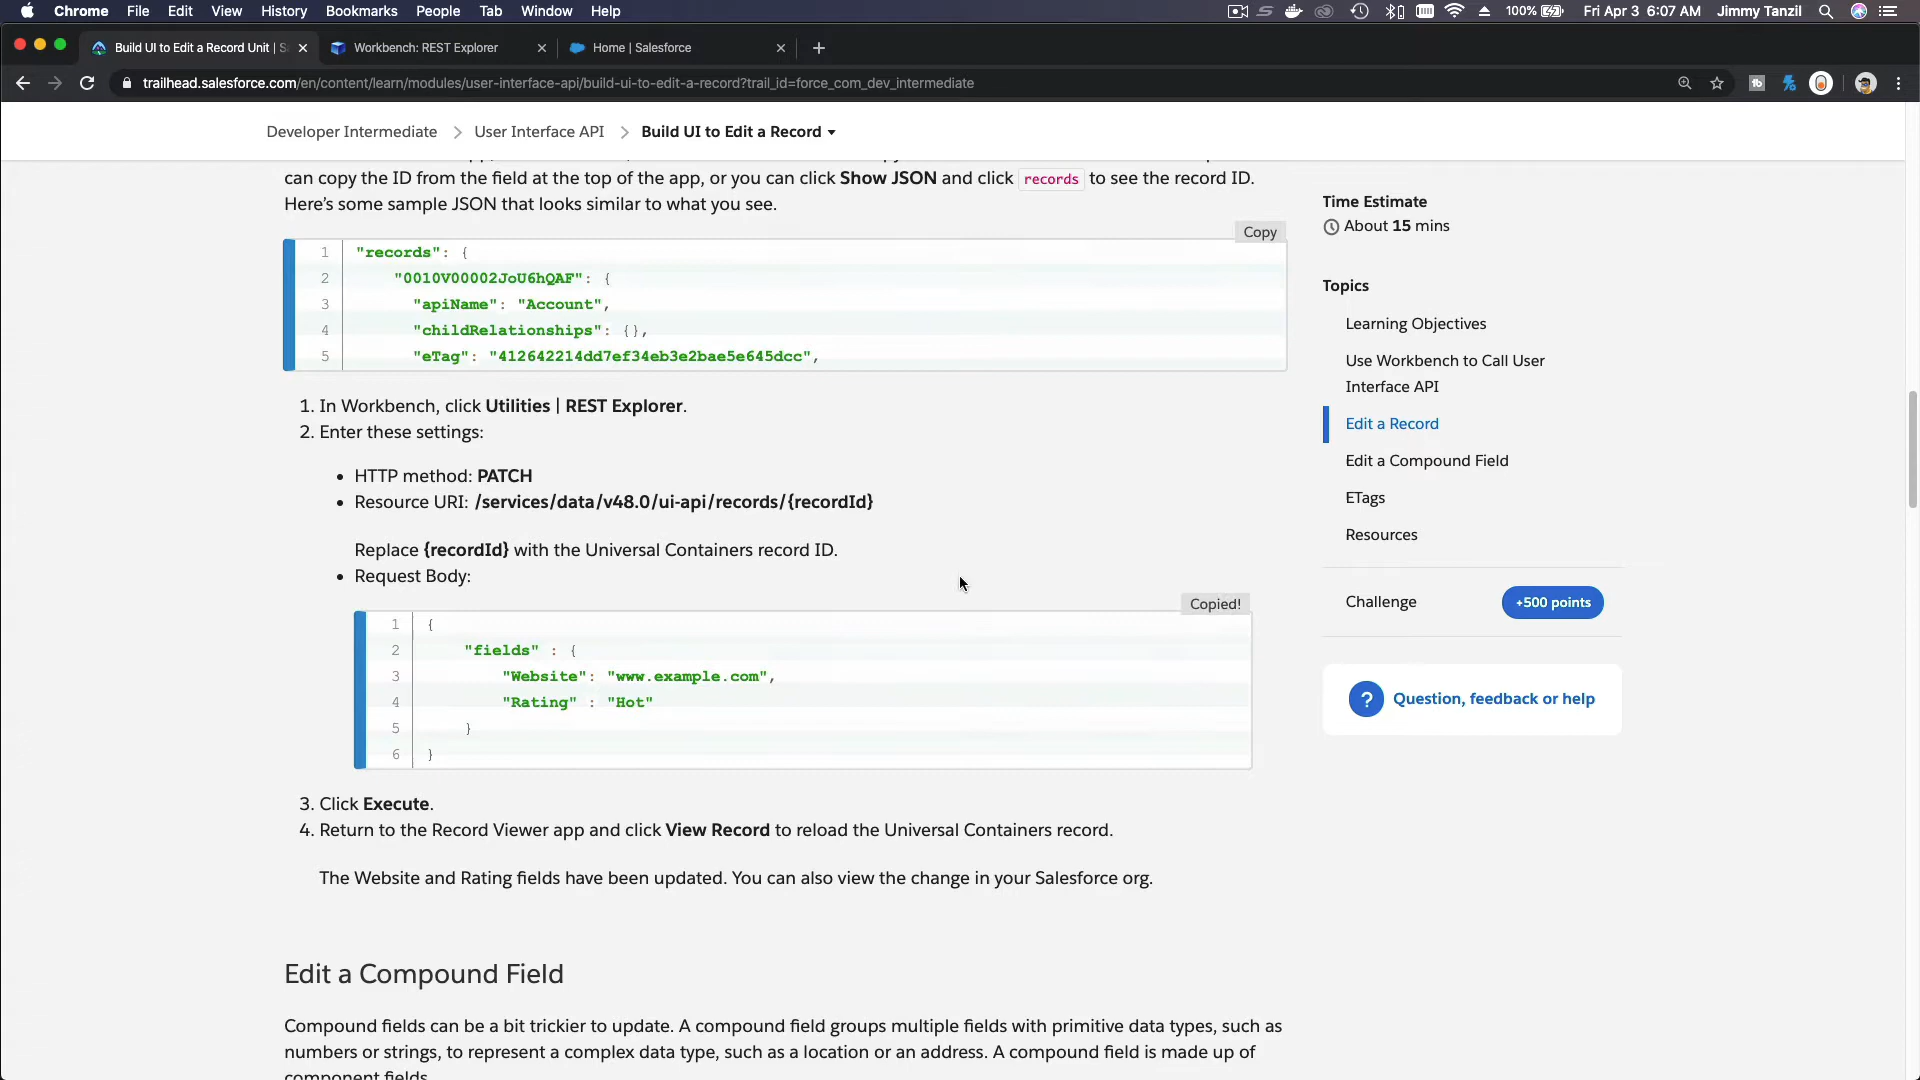 Chrome File Edit View History Bookmarks People Tab Window Help 100% Fri Apr 3 6:07 AM Jimmy Tanzil
Build UI to Edit a Record Unit | S Workbench: REST Explorer Home | Salesforce
trailhead.salesforce.com/en/content/learn/modules/user-interface-api/build-ui-to-edit-a-record?trail_id=force_com_dev_intermediate
Developer Intermediate > User Interface API > Build UI to Edit a Record
can copy the ID from the field at the top of the app, or you can click Show JSON and click records to see the record ID.
Here's some sample JSON that looks similar to what you see.
Copy
1 "records": {
2 "0010V00002JoU6hQAF": {
3 "apiName": "Account",
4 "childRelationships": {},
5 "eTag": "412642214dd7ef34eb3e2bae5e645dcc",
1. In Workbench, click Utilities | REST Explorer.
2. Enter these settings:
• HTTP method: PATCH
• Resource URI: /services/data/v48.0/ui-api/records/{recordId}
Replace {recordId} with the Universal Containers record ID.
• Request Body:
Copied!
1 {
2 "fields" : {
3 "Website": "www.example.com",
4 "Rating" : "Hot"
5 }
6 }
3. Click Execute.
4. Return to the Record Viewer app and click View Record to reload the Universal Containers record.
The Website and Rating fields have been updated. You can also view the change in your Salesforce org.
Edit a Compound Field
Compound fields can be a bit trickier to update. A compound field groups multiple fields with primitive data types, such as
numbers or strings, to represent a complex data type, such as a location or an address. A compound field is made up of
component fields.
Time Estimate
About 15 mins
Topics
Learning Objectives
Use Workbench to Call User
Interface API
Edit a Record
Edit a Compound Field
ETags
Resources
Challenge +500 points
? Question, feedback or help